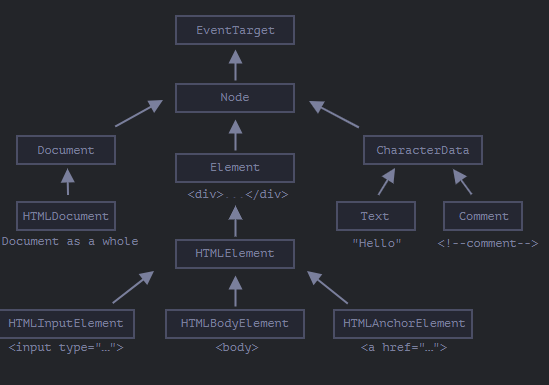 EventTarget
Node
Document
Element
CharacterData
<div>...</div>
HTMLDocument
Text
Comment
Document as a whole
"Hello"
<!--comment-->
HTMLElement
HTMLInputElement
HTMLBodyElement
HTMLAnchorElement
<input type="…">
<body>
<a href="…">